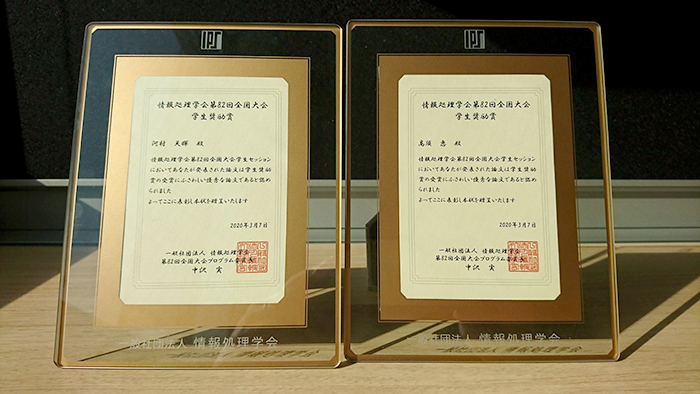 IPSJ
情報処理学会第82回全国大会
学生奨励賞
河村 天暉 殿
情報処理学会第82回全国大会学生セッション
においてあなたが発表された論文は学生奨励
賞の受賞にふさわしい優秀な論文であると認め
られました
よってここに表彰し本状を贈呈いたします
2020年3月7日
一般社団法人 情報処理学会
第82回全国大会プログラム委員長
中沢 実
一般社団法人 情報処理学会
IPSJ
情報処理学会第82回全国大会
学生奨励賞
高須 惠 殿
情報処理学会第82回全国大会学生セッション
においてあなたが発表された論文は学生奨励
賞の受賞にふさわしい優秀な論文であると認め
られました
よってここに表彰し本状を贈呈いたします
2020年3月7日
一般社団法人 情報処理学会
第82回全国大会プログラム委員長
中沢 実
一般社団法人 情報処理学会